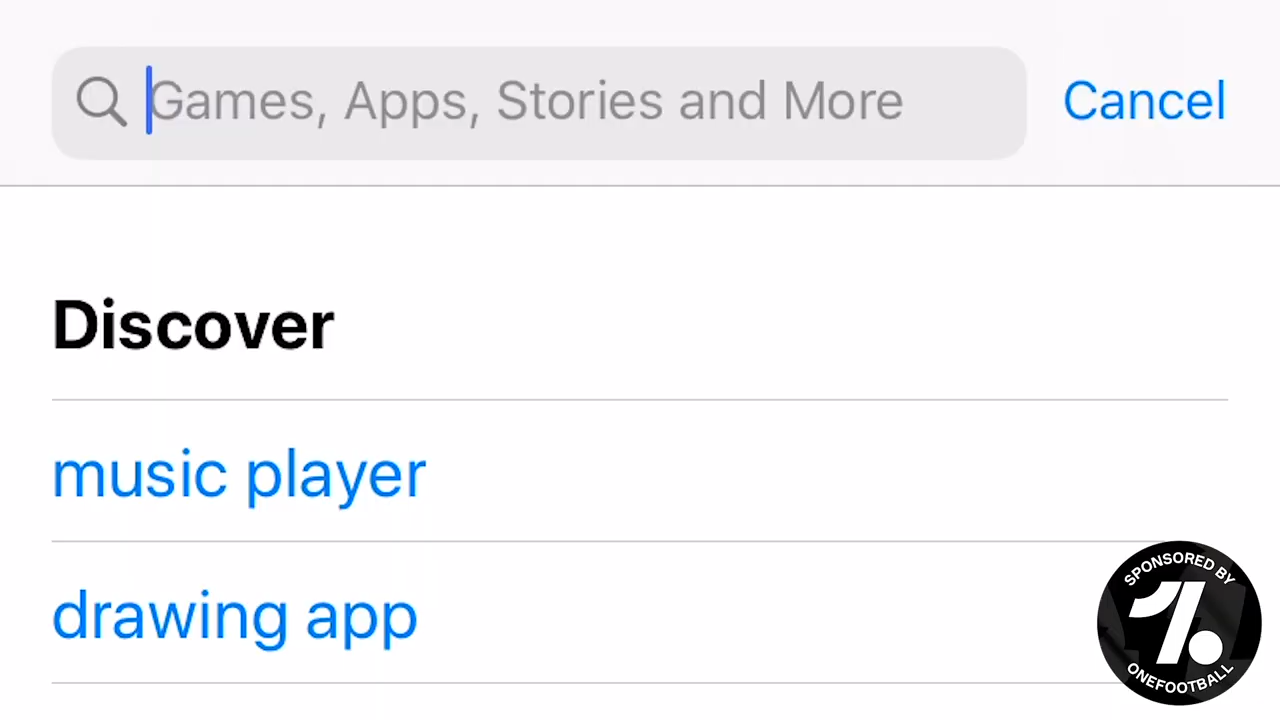 Games, Apps, Stories and More
Cancel
Discover
music player
drawing app
SPONSORED BY
ONEFOOTBALL